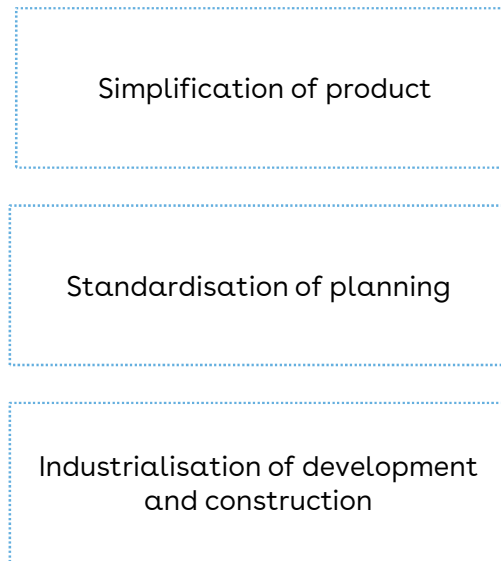 Simplification of product
Standardisation of planning
Industrialisation of development
and construction